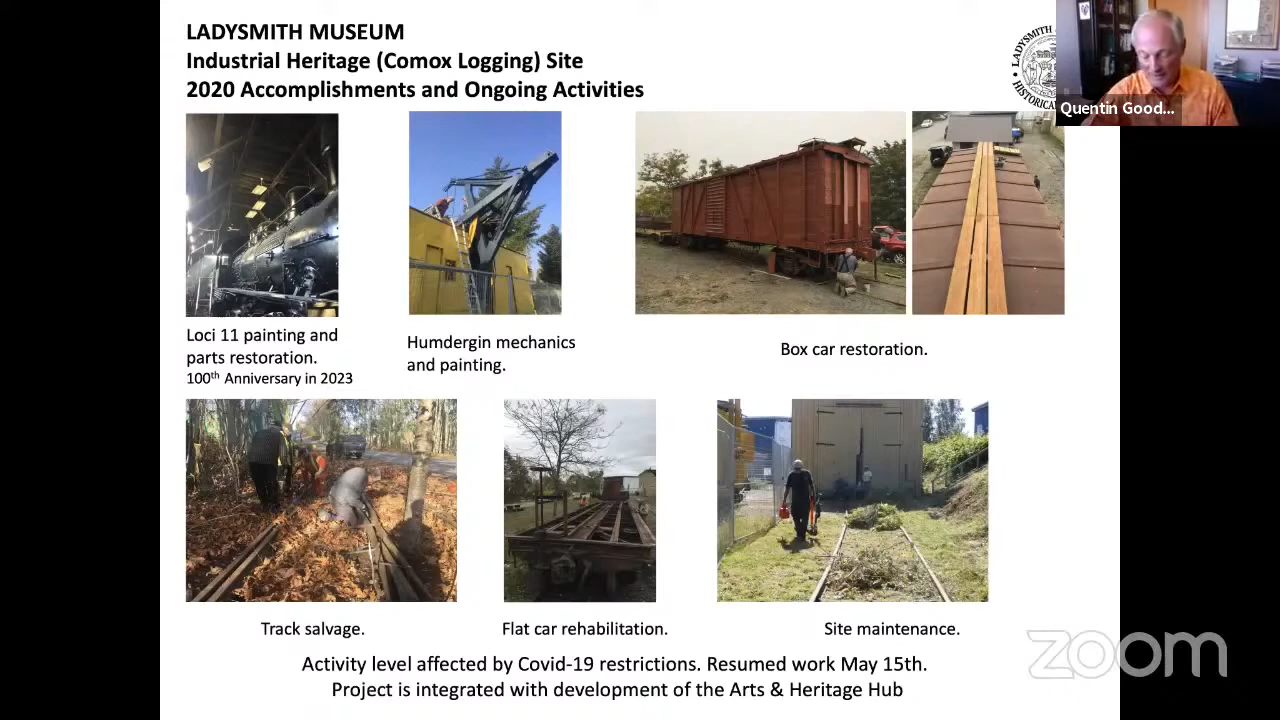 LADYSMITH MUSEUM
Industrial Heritage (Comox Logging) Site
2020 Accomplishments and Ongoing Activities
LADYSMITH
HISTORICAL
Quentin Good...
Loci 11 painting and
parts restoration.
100th Anniversary in 2023
Humdergin mechanics
and painting.
Box car restoration.
Track salvage.
Flat car rehabilitation.
Site maintenance.
Activity level affected by Covid-19 restrictions. Resumed work May 15th.
Project is integrated with development of the Arts & Heritage Hub
zoom